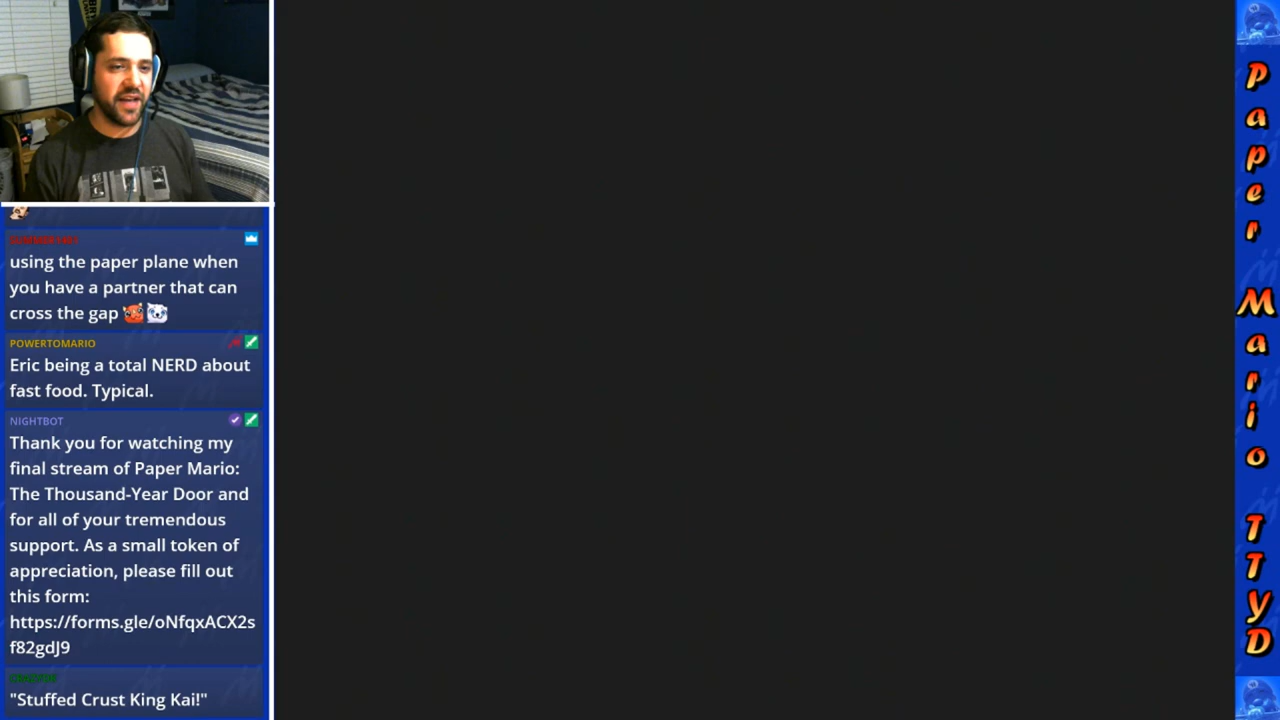 using the paper plane when
you have a partner that can
cross the gap
POWERTOMARIO
Eric being a total NERD about
fast food. Typical.
NIGHTBOT
Thank you for watching my
final stream of Paper Mario:
The Thousand-Year Door and
for all of your tremendous
support. As a small token of
appreciation, please fill out
this form:
https://forms.gle/oNfqxACX2s
f82gdJ9
"Stuffed Crust King Kai!"
Paper Mario TTYD